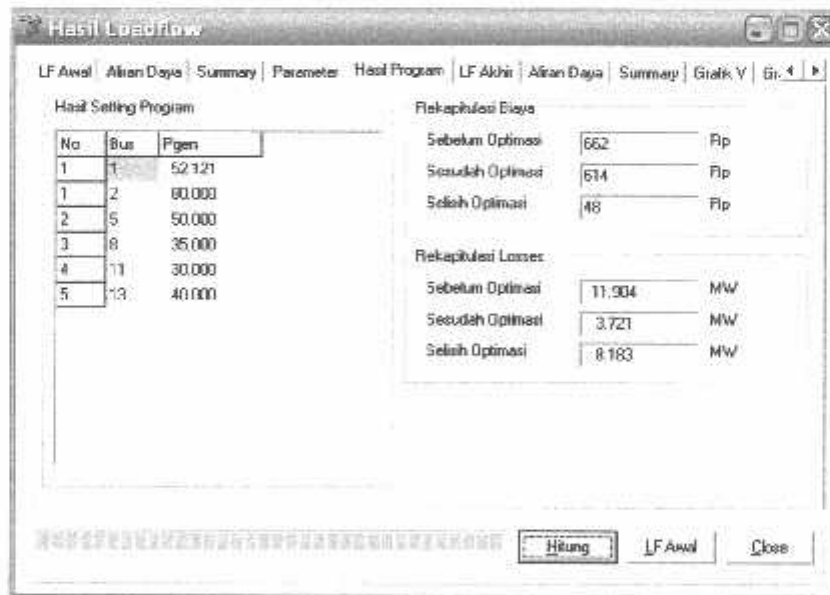 Hasil Loadflow
LF Awal Aliran Daya Summary Parameter Hasil Program LF Akhir Aliran Daya Summary Grafik V Gr
Hasil Setting Program
No Bus Pgen
1 1 52.121
1 2 80.000
2 5 50.000
3 8 35.000
4 11 30.000
5 13 40.000
Rekapitulasi Biaya
Sebelum Optimasi 662 Rp
Sesudah Optimasi 614 Rp
Selisih Optimasi 48 Rp
Rekapitulasi Losses
Sebelum Optimasi 11.904 MW
Sesudah Optimasi 3.721 MW
Selisih Optimasi 8.183 MW
Hitung LF Awal Close